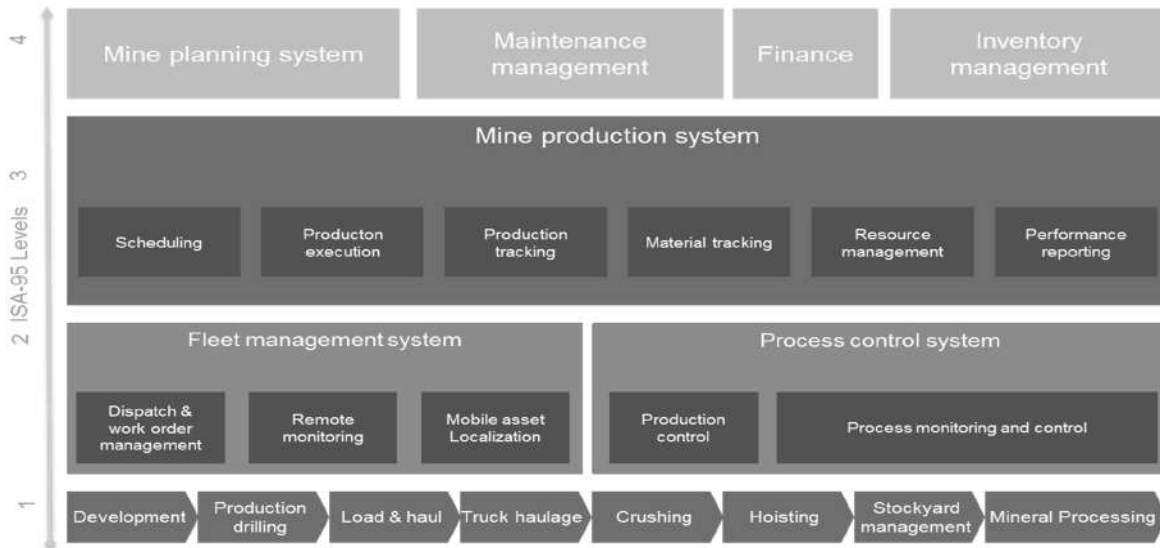 4
Mine planning system
Maintenance
management
Finance
Inventory
management
3
Mine production system
Scheduling
Producton
execution
Production
tracking
Material tracking
Resource
management
Performance
reporting
2 ISA-95 Levels
Fleet management system
Dispatch &
work order
management
Remote
monitoring
Mobile asset
Localization
Process control system
Production
control
Process monitoring and control
1
Development
Production
drilling
Load & haul
Truck haulage
Crushing
Hoisting
Stockyard
management
Mineral Processing